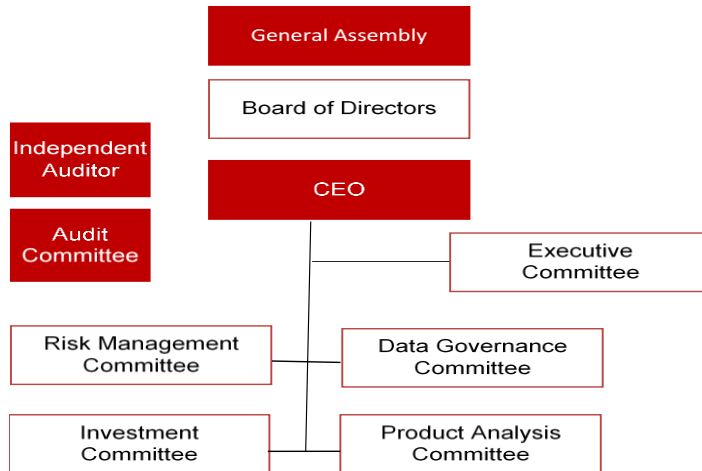 General Assembly
Board of Directors
Independent
Auditor
CEO
Audit
Committee
Executive
Committee
Risk Management
Committee
Data Governance
Committee
Investment
Committee
Product Analysis
Committee